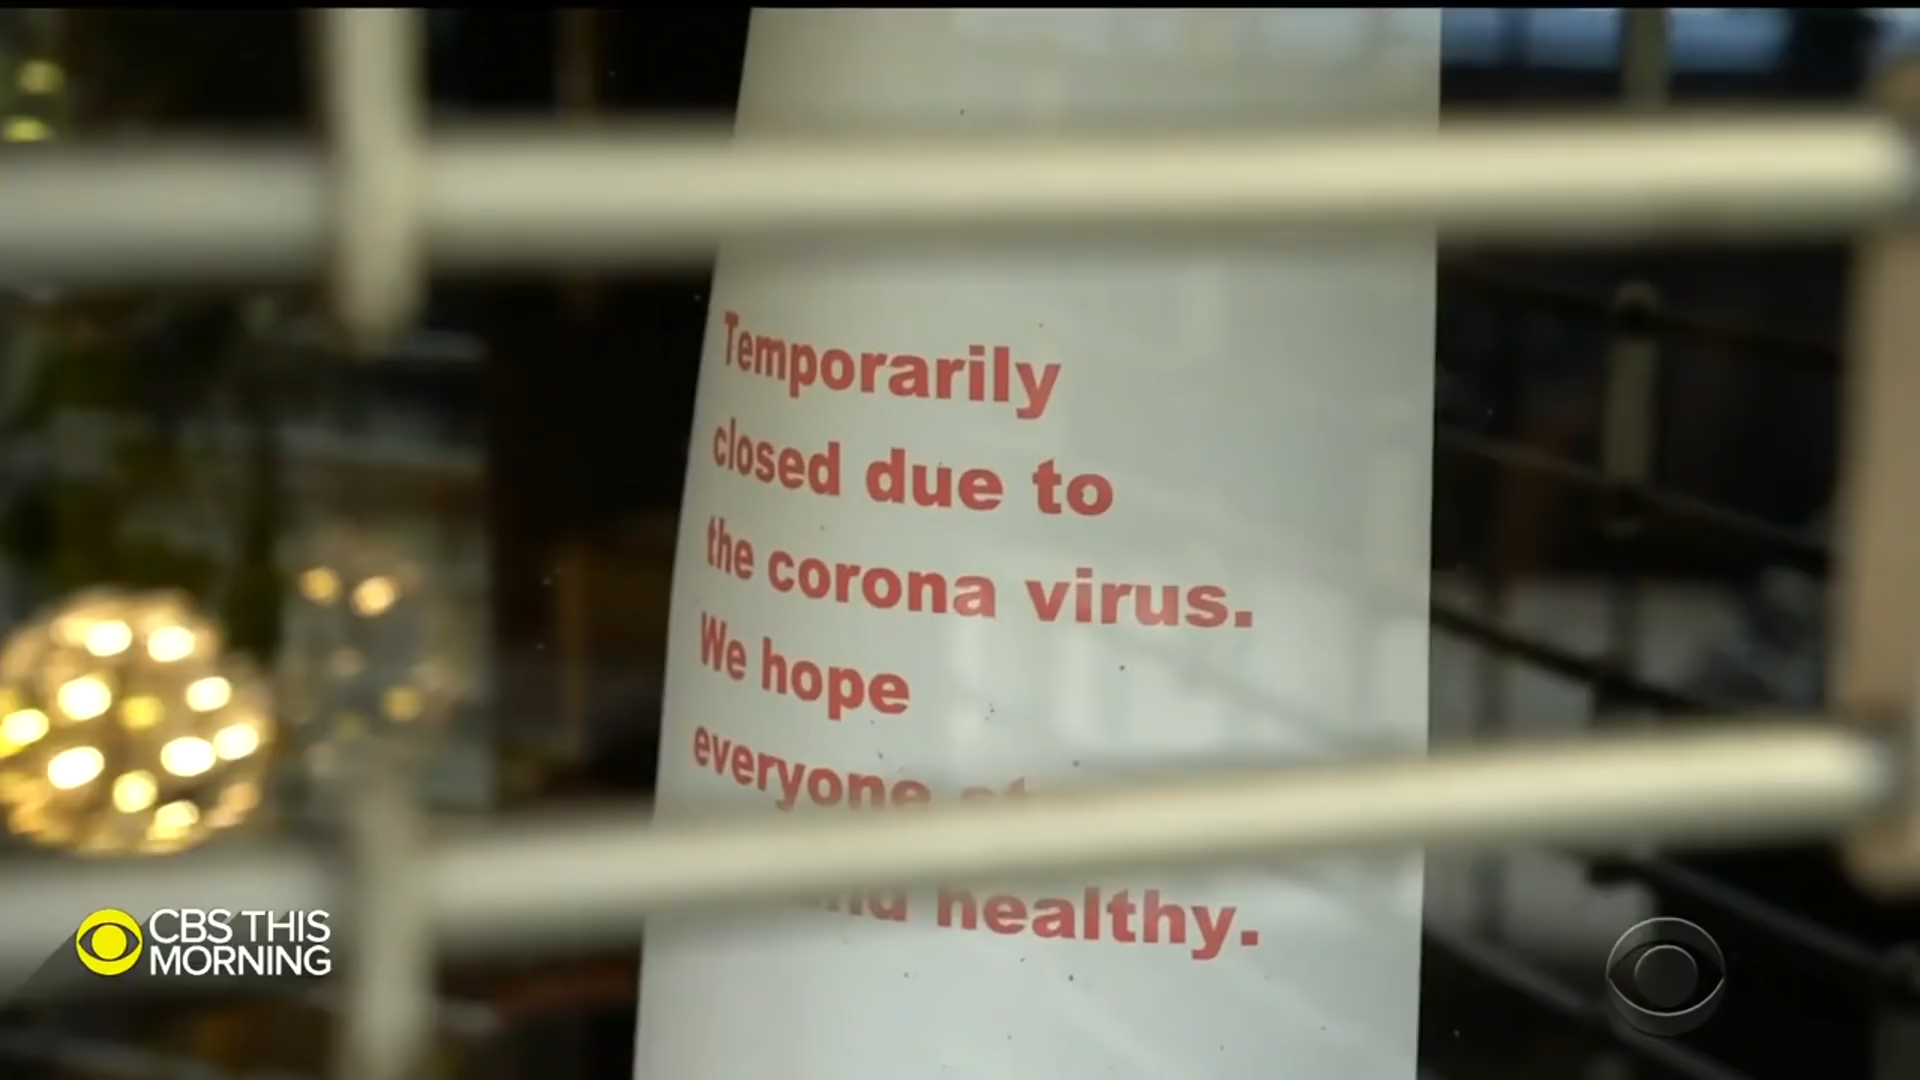 Temporarily
closed due to
the corona virus.
We hope
everyone
healthy.
CBS THIS
MORNING